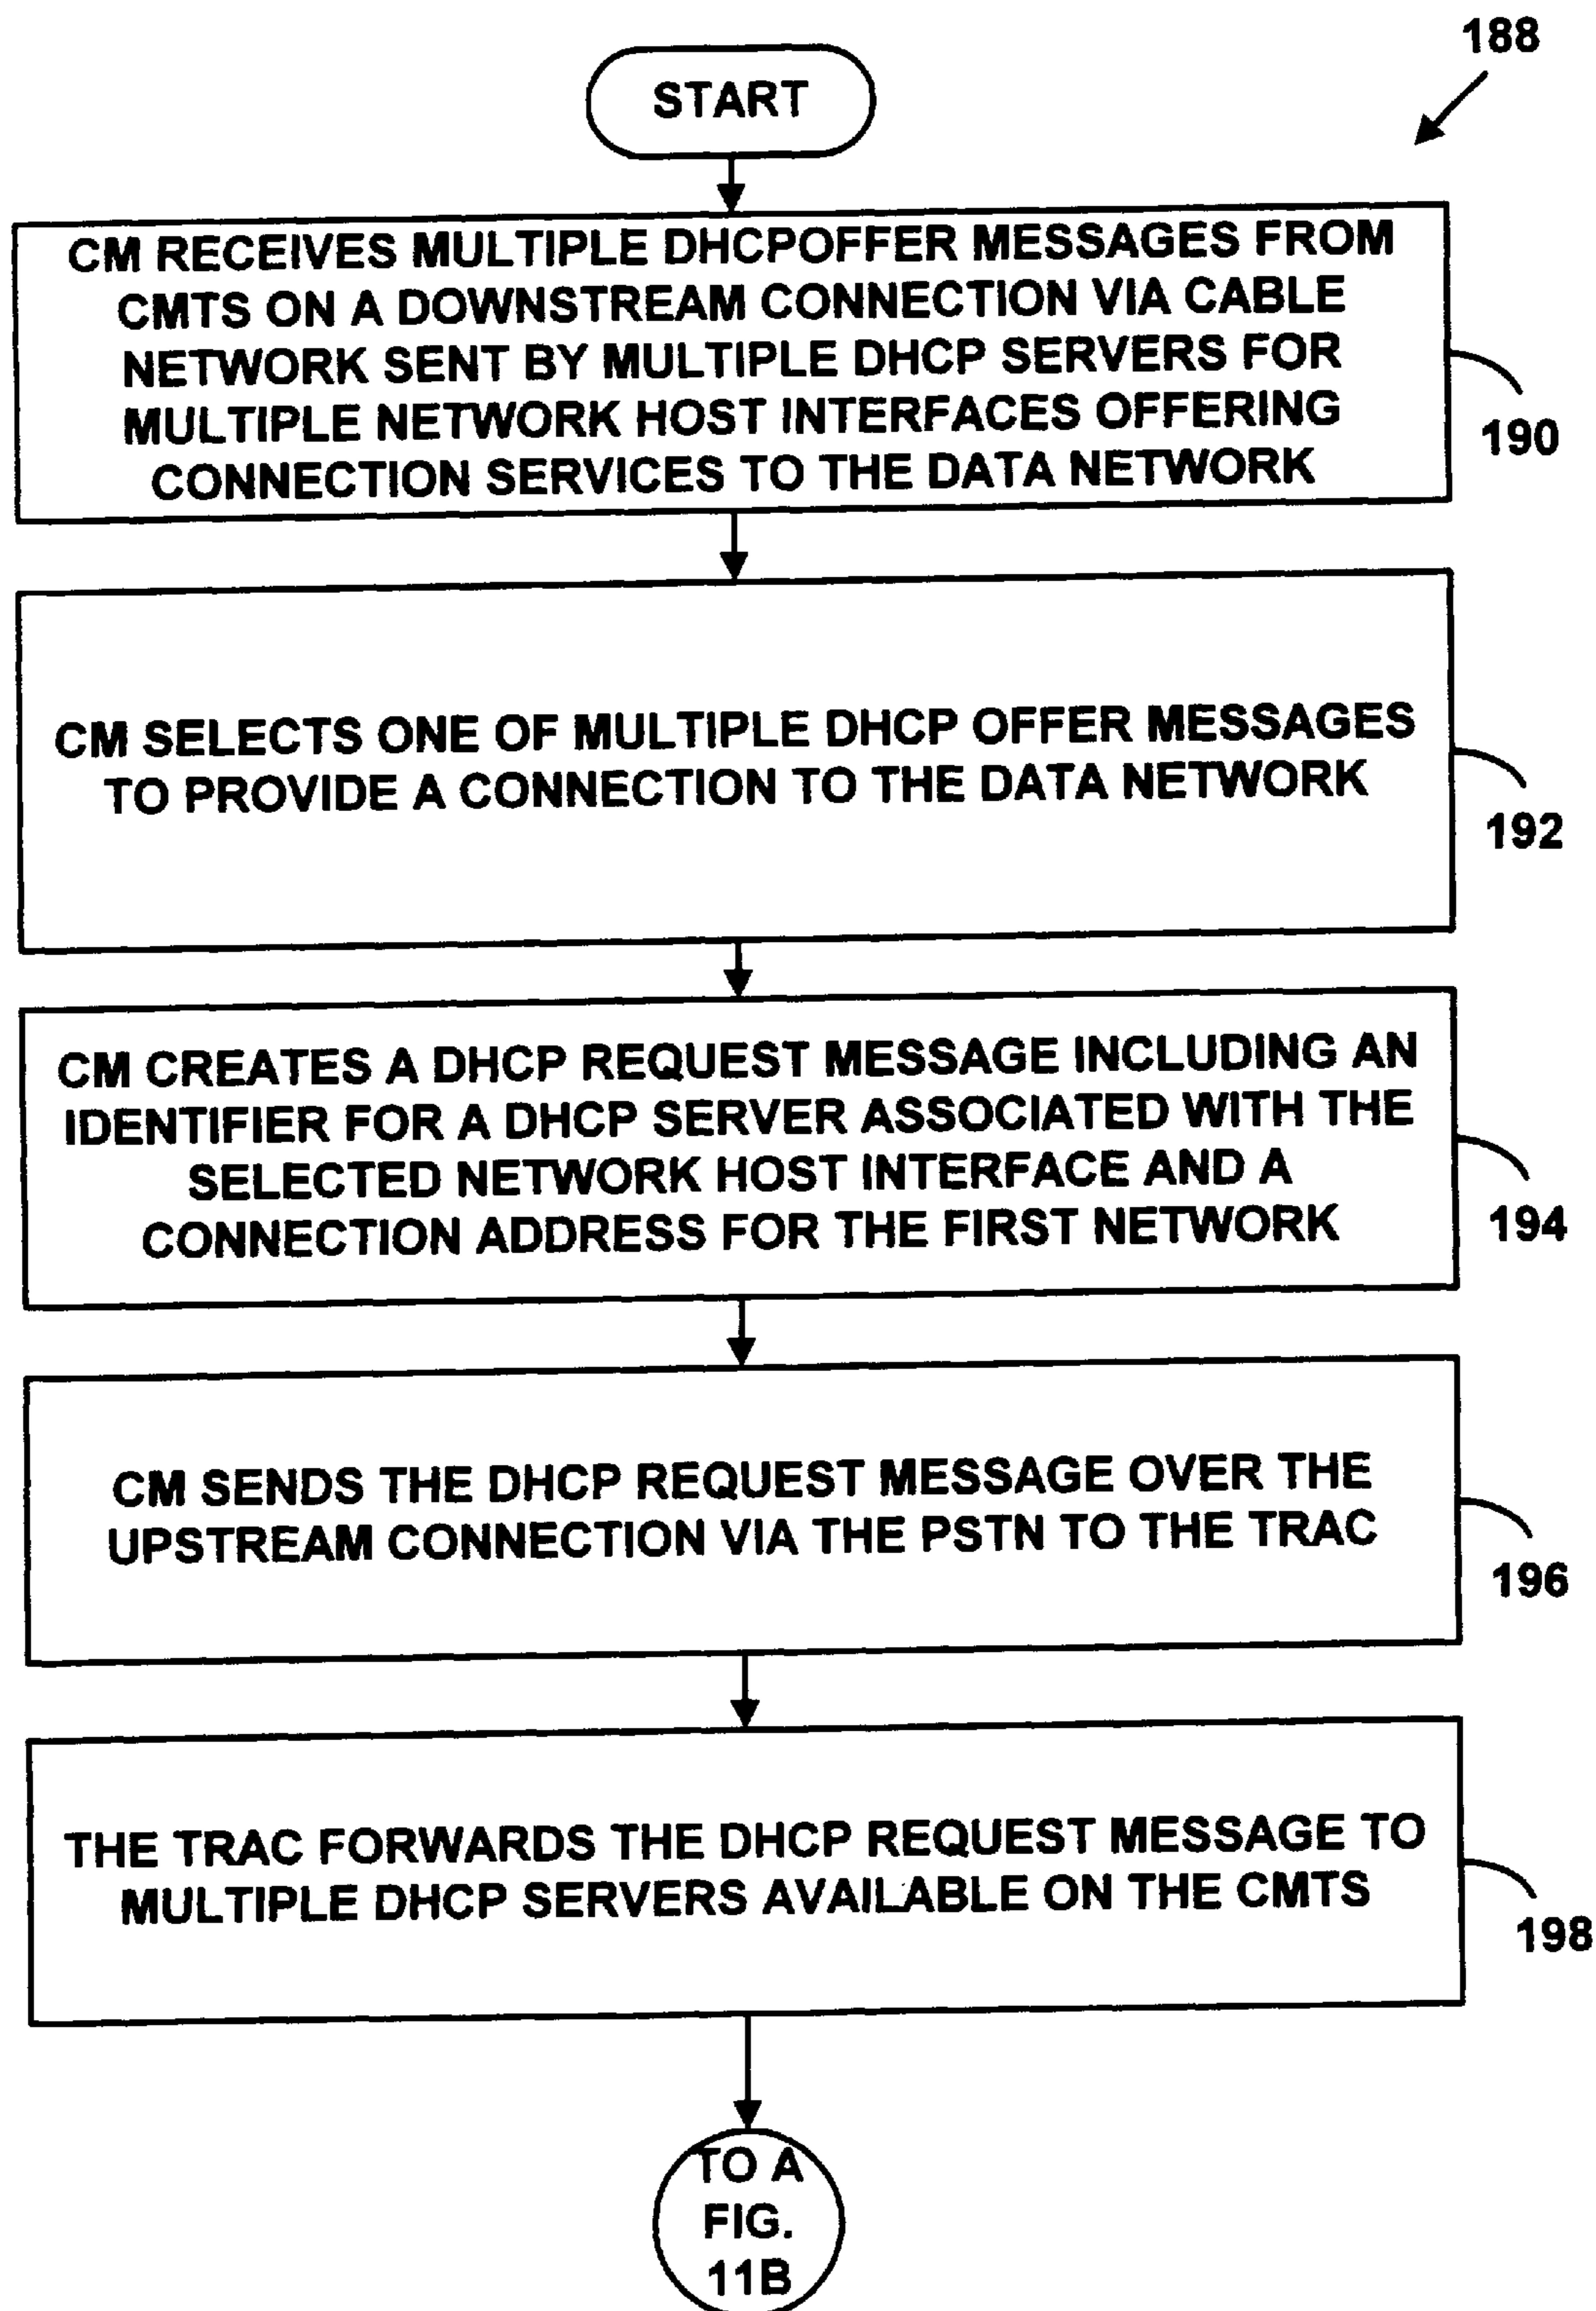 188
START
CM RECEIVES MULTIPLE DHCPOFFER MESSAGES FROM
CMTS ON A DOWNSTREAM CONNECTION VIA CABLE
NETWORK SENT BY MULTIPLE DHCP SERVERS FOR
MULTIPLE NETWORK HOST INTERFACES OFFERING
CONNECTION SERVICES TO THE DATA NETWORK
190
CM SELECTS ONE OF MULTIPLE DHCP OFFER MESSAGES
TO PROVIDE A CONNECTION TO THE DATA NETWORK
192
CM CREATES A DHCP REQUEST MESSAGE INCLUDING AN
IDENTIFIER FOR A DHCP SERVER ASSOCIATED WITH THE
SELECTED NETWORK HOST INTERFACE AND A
CONNECTION ADDRESS FOR THE FIRST NETWORK
194
CM SENDS THE DHCP REQUEST MESSAGE OVER THE
UPSTREAM CONNECTION VIA THE PSTN TO THE TRAC
196
THE TRAC FORWARDS THE DHCP REQUEST MESSAGE TO
MULTIPLE DHCP SERVERS AVAILABLE ON THE CMTS
198
TO A
FIG.
11B